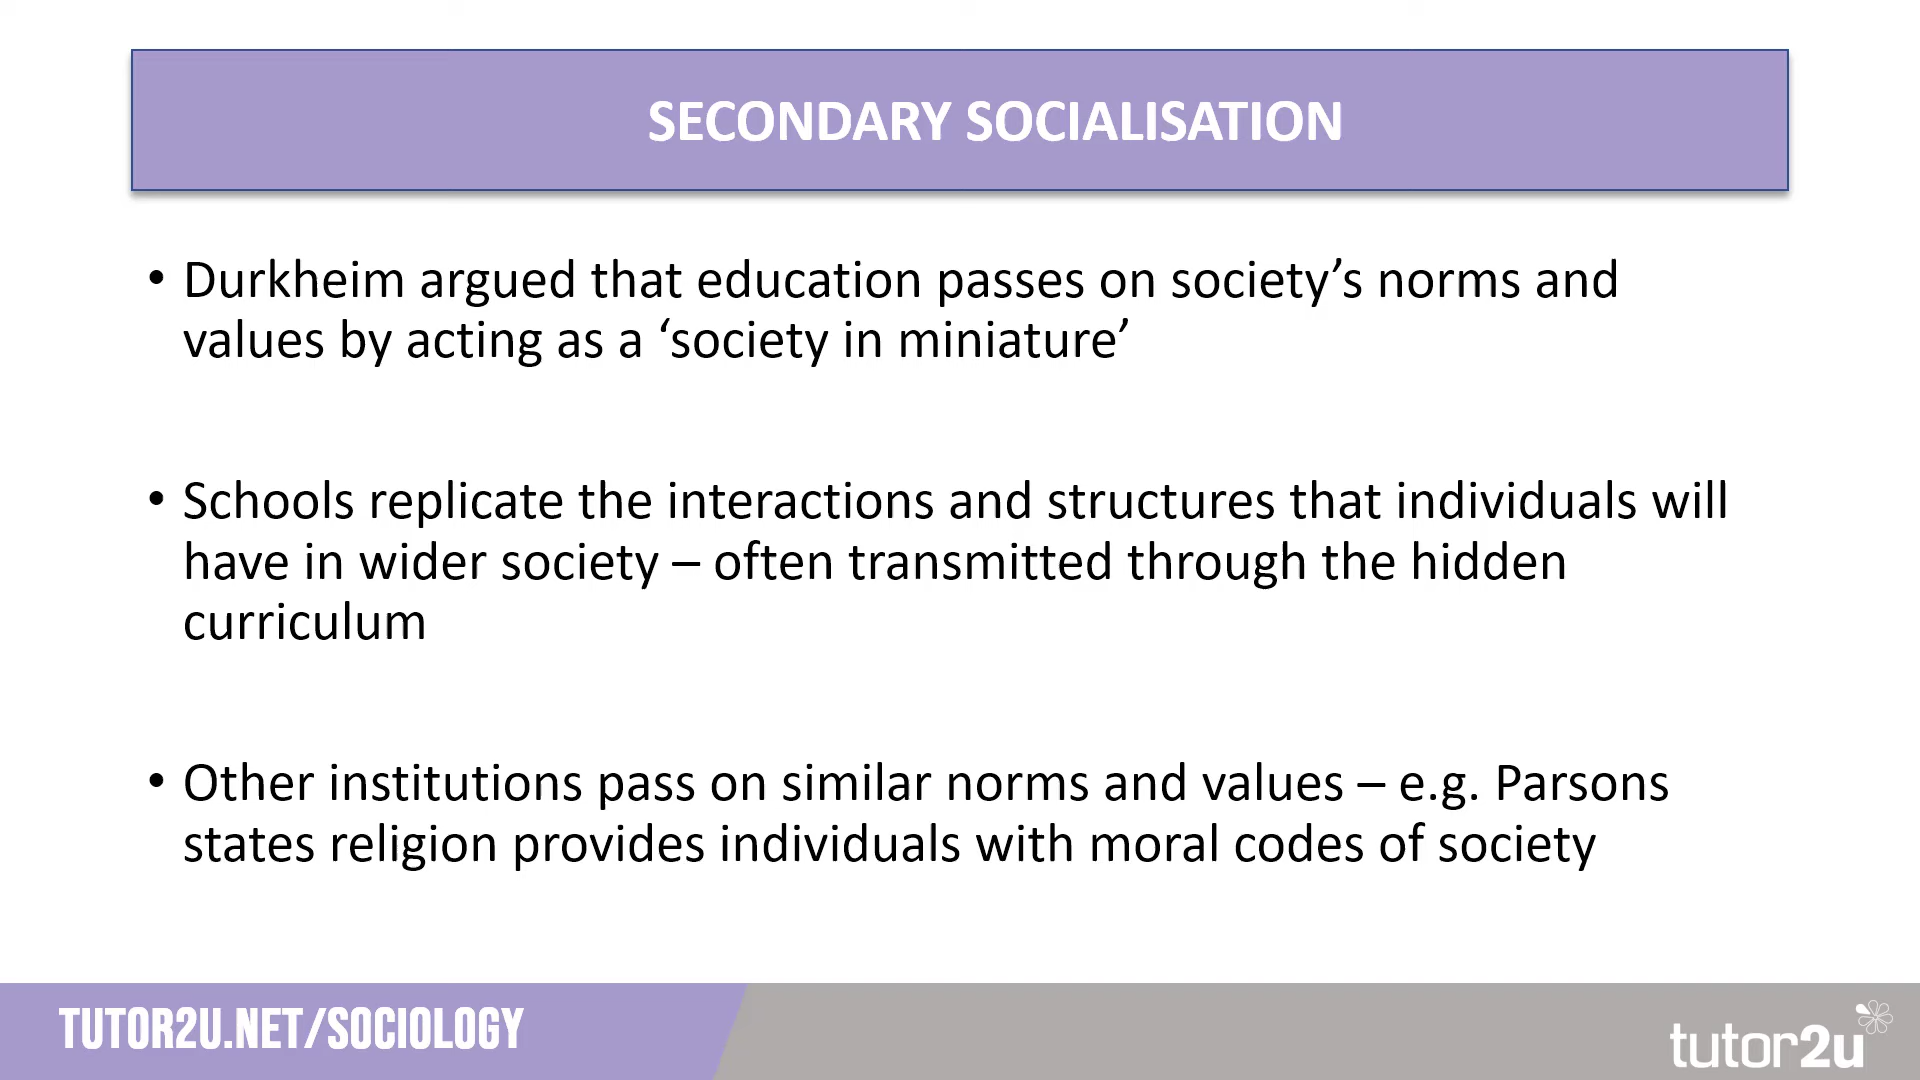 SECONDARY SOCIALISATION
• Durkheim argued that education passes on society’s norms and
values by acting as a ‘society in miniature’
• Schools replicate the interactions and structures that individuals will
have in wider society – often transmitted through the hidden
curriculum
• Other institutions pass on similar norms and values – e.g. Parsons
states religion provides individuals with moral codes of society
TUTOR2U.NET/SOCIOLOGY
tutor2u